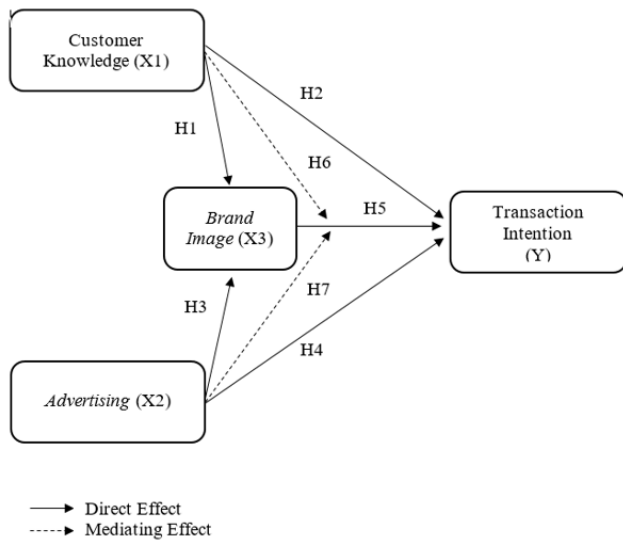 Customer
Knowledge (X1)
H2
H1
H6
Brand
Image (X3)
H5
Transaction
Intention
(Y)
H7
H3
H4
Advertising (X2)
Direct Effect
Mediating Effect